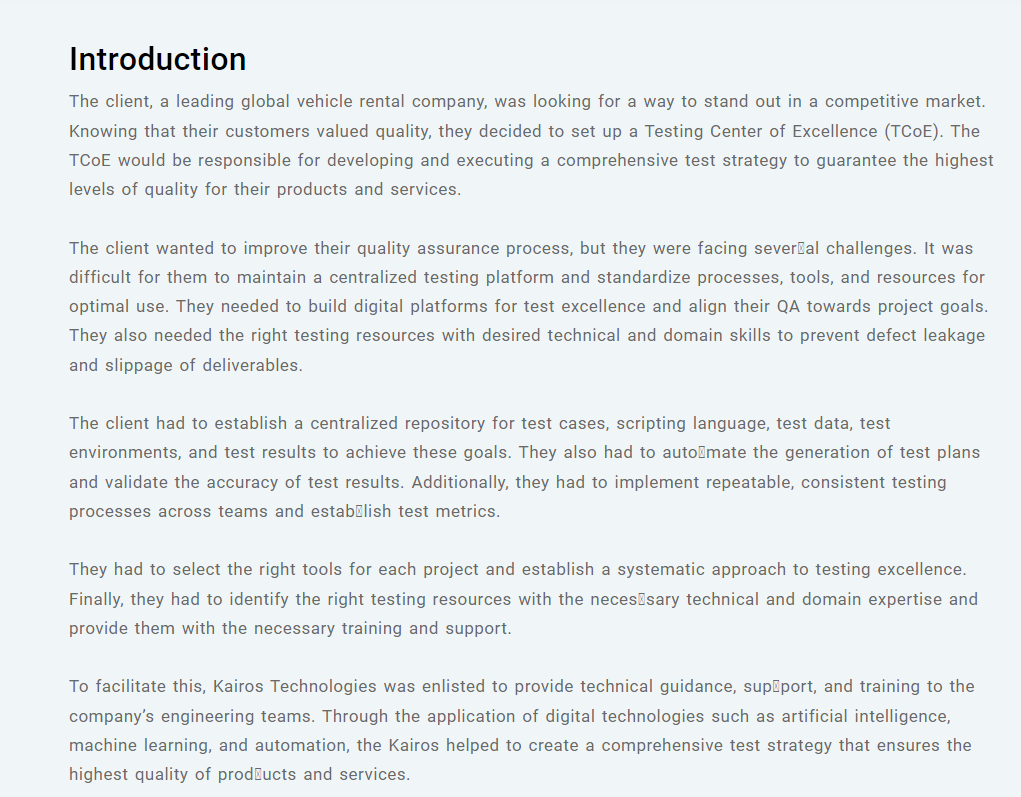 Introduction
The client, a leading global vehicle rental company, was looking for a way to stand out in a competitive market.
Knowing that their customers valued quality, they decided to set up a Testing Center of Excellence (TCoE). The
TCoE would be responsible for developing and executing a comprehensive test strategy to guarantee the highest
levels of quality for their products and services.
The client wanted to improve their quality assurance process, but they were facing sever▯al challenges. It was
difficult for them to maintain a centralized testing platform and standardize processes, tools, and resources for
optimal use. They needed to build digital platforms for test excellence and align their QA towards project goals.
They also needed the right testing resources with desired technical and domain skills to prevent defect leakage
and slippage of deliverables.
The client had to establish a centralized repository for test cases, scripting language, test data, test
environments, and test results to achieve these goals. They also had to auto▯mate the generation of test plans
and validate the accuracy of test results. Additionally, they had to implement repeatable, consistent testing
processes across teams and estab▯lish test metrics.
They had to select the right tools for each project and establish a systematic approach to testing excellence.
Finally, they had to identify the right testing resources with the neces▯sary technical and domain expertise and
provide them with the necessary training and support.
To facilitate this, Kairos Technologies was enlisted to provide technical guidance, sup▯port, and training to the
company’s engineering teams. Through the application of digital technologies such as artificial intelligence,
machine learning, and automation, the Kairos helped to create a comprehensive test strategy that ensures the
highest quality of prod▯ucts and services.